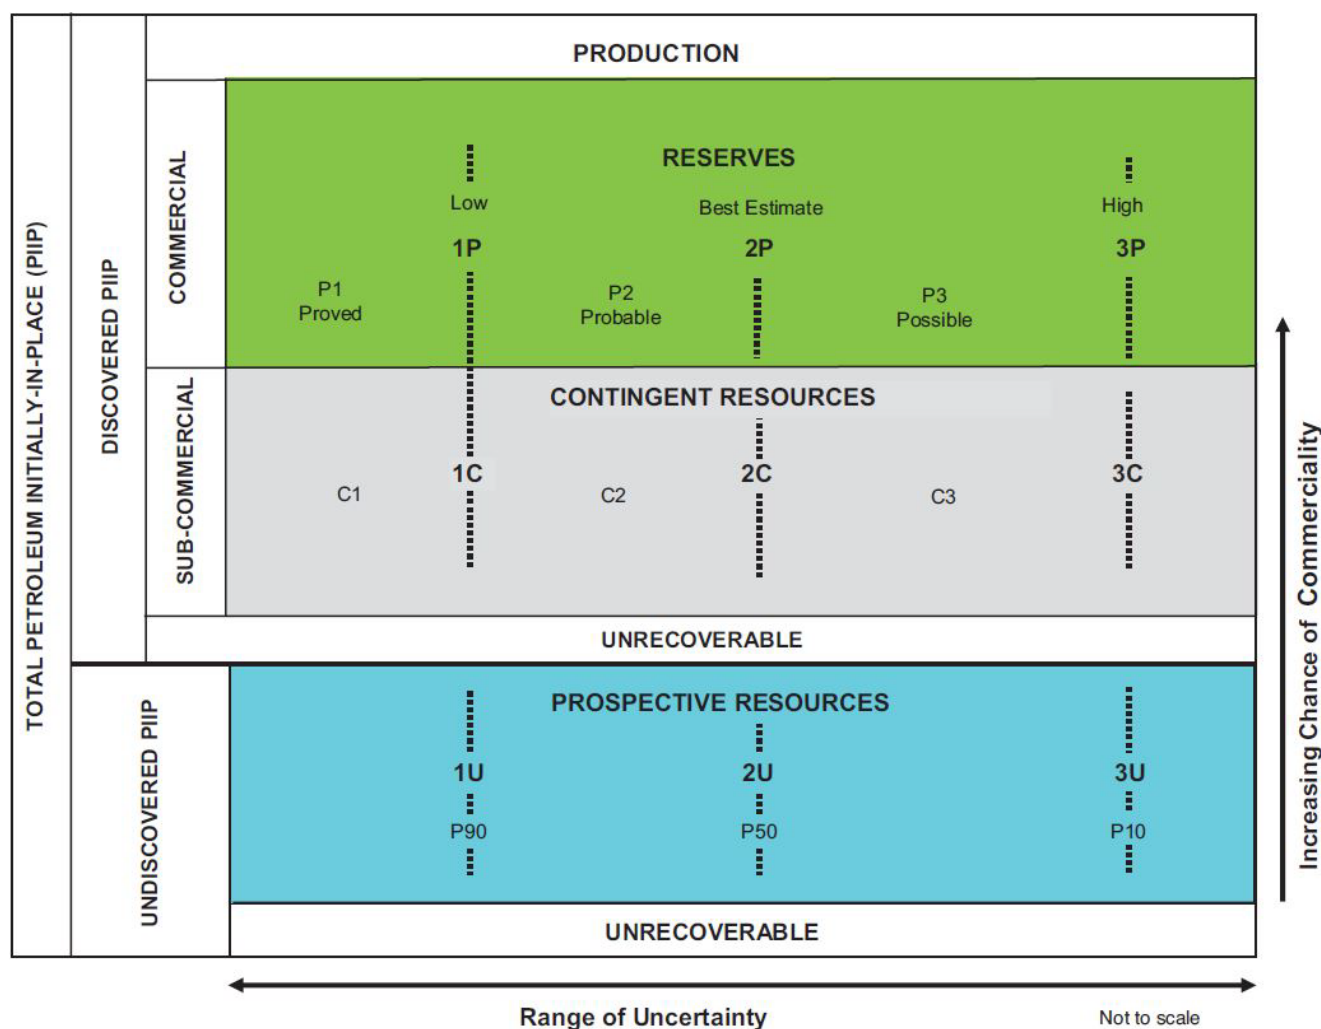 TOTAL PETROLEUM INITIALLY-IN-PLACE (PIIP)
DISCOVERED PIIP
UNDISCOVERED PIIP
COMMERCIAL
SUB-COMMERCIAL
PRODUCTION
RESERVES
Low
Best Estimate
High
1P
2P
3P
P1
Proved
P2
Probable
P3
Possible
CONTINGENT RESOURCES
1C
2C
3C
C1
C2
C3
UNRECOVERABLE
PROSPECTIVE RESOURCES
1U
2U
3U
P90
P50
P10
UNRECOVERABLE
Increasing Chance of Commerciality
Range of Uncertainty
Not to scale